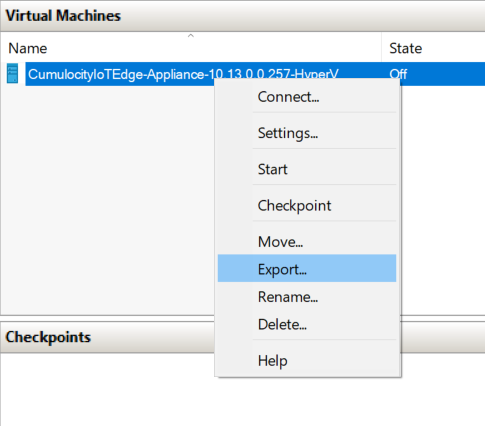 Virtual Machines
Name State
CumulocityIoTEdge-Appliance-10.13.0.0.257-HyperV Off
Connect...
Settings...
Start
Checkpoint
Move...
Export...
Rename...
Delete...
Help
Checkpoints